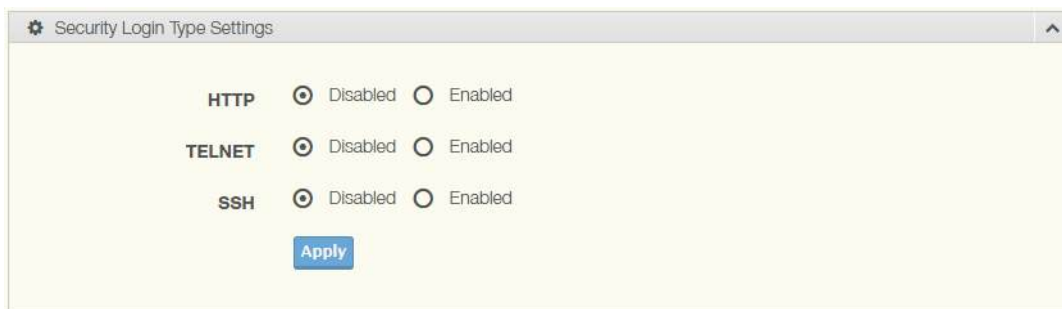 Security Login Type Settings
HTTP Disabled Enabled
TELNET Disabled Enabled
SSH Disabled Enabled
Apply